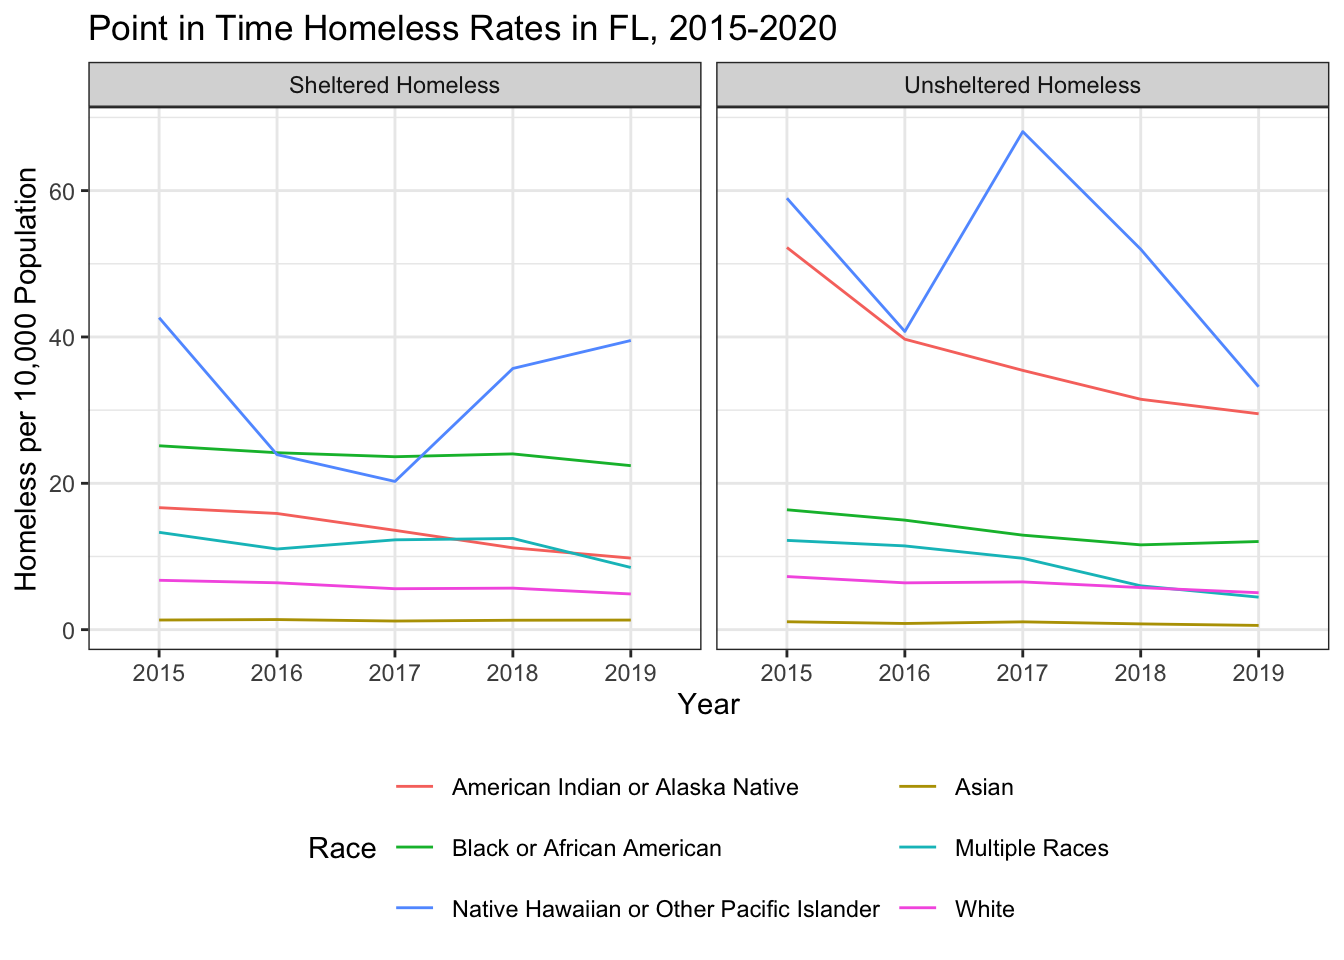 Point in Time Homeless Rates in FL, 2015-2020
Sheltered Homeless
Unsheltered Homeless
Homeless per 10,000 Population
60
40
20
0
2015 2016 2017 2018 2019
2015 2016 2017 2018 2019
Year
Race
American Indian or Alaska Native
Asian
Black or African American
Multiple Races
Native Hawaiian or Other Pacific Islander
White